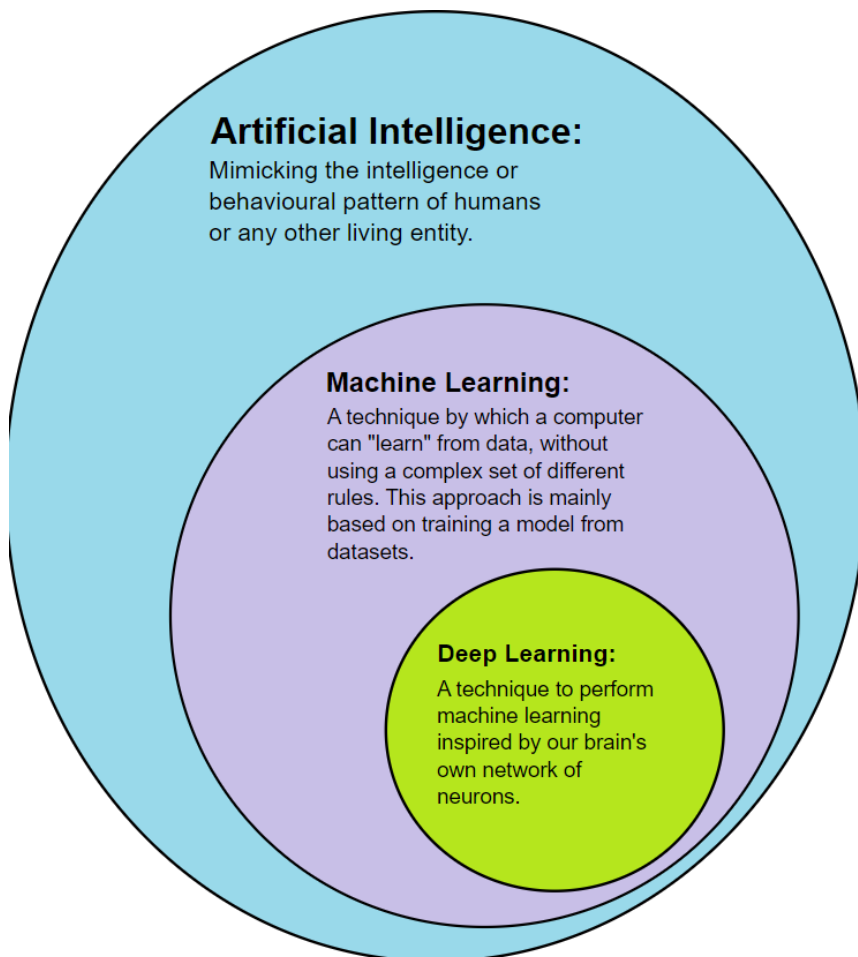 Artificial Intelligence:
Mimicking the intelligence or
behavioural pattern of humans
or any other living entity.
Machine Learning:
A technique by which a computer
can "learn" from data, without
using a complex set of different
rules. This approach is mainly
based on training a model from
datasets.
Deep Learning:
A technique to perform
machine learning
inspired by our brain's
own network of
neurons.